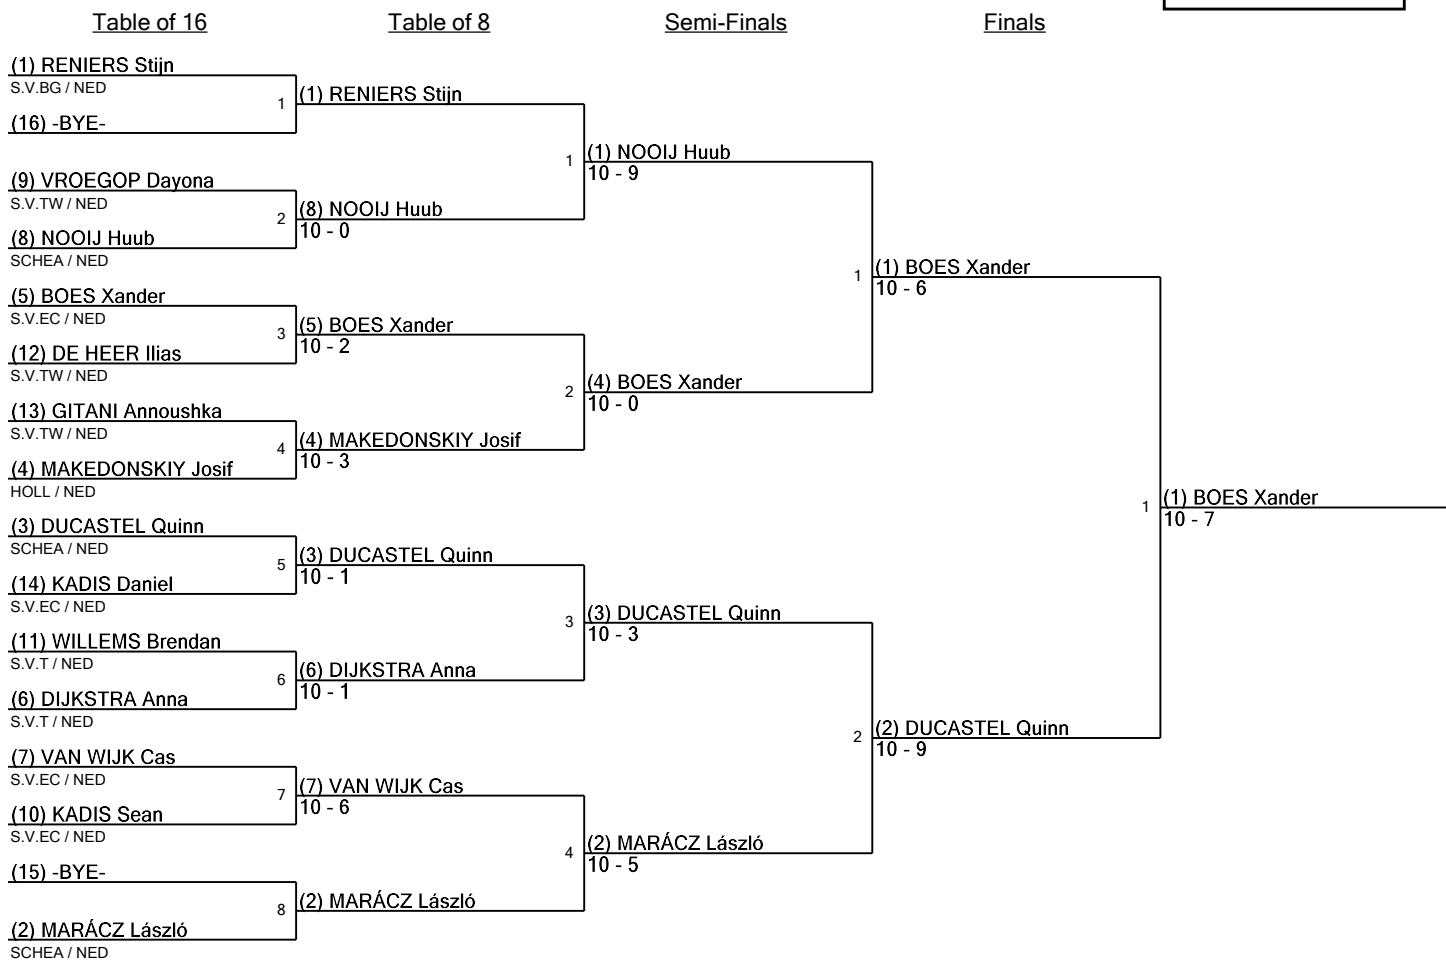 Table of 16
Table of 8
Semi-Finals
Finals
(1) RENIERS Stijn
S.V.BG / NED
1
(16) -BYE-
(9) VROEGOP Dayona
S.V.TW / NED
2
(8) NOOIJ Huub
SCHEA / NED
(5) BOES Xander
S.V.EC / NED
3
(12) DE HEER Ilias
S.V.TW / NED
(13) GITANI Annoushka
S.V.TW / NED
4
(4) MAKEDONSKIY Josif
HOLL / NED
(3) DUCASTEL Quinn
SCHEA / NED
5
(14) KADIS Daniel
S.V.EC / NED
(11) WILLEMS Brendan
S.V.T / NED
6
(6) DIJKSTRA Anna
S.V.T / NED
(7) VAN WIJK Cas
S.V.EC / NED
7
(10) KADIS Sean
S.V.EC / NED
(15) -BYE-
8
(2) MARÁCZ László
SCHEA / NED
(1) RENIERS Stijn
1
(8) NOOIJ Huub
10 - 0
(5) BOES Xander
10 - 2
2
(4) MAKEDONSKIY Josif
10 - 3
(3) DUCASTEL Quinn
10 - 1
3
(6) DIJKSTRA Anna
10 - 1
(7) VAN WIJK Cas
10 - 6
4
(2) MARÁCZ László
(1) NOOIJ Huub
10 - 9
1
(4) BOES Xander
10 - 0
(3) DUCASTEL Quinn
10 - 3
2
(2) MARÁCZ László
10 - 5
(1) BOES Xander
10 - 6
1
(2) DUCASTEL Quinn
10 - 9
(1) BOES Xander
10 - 7